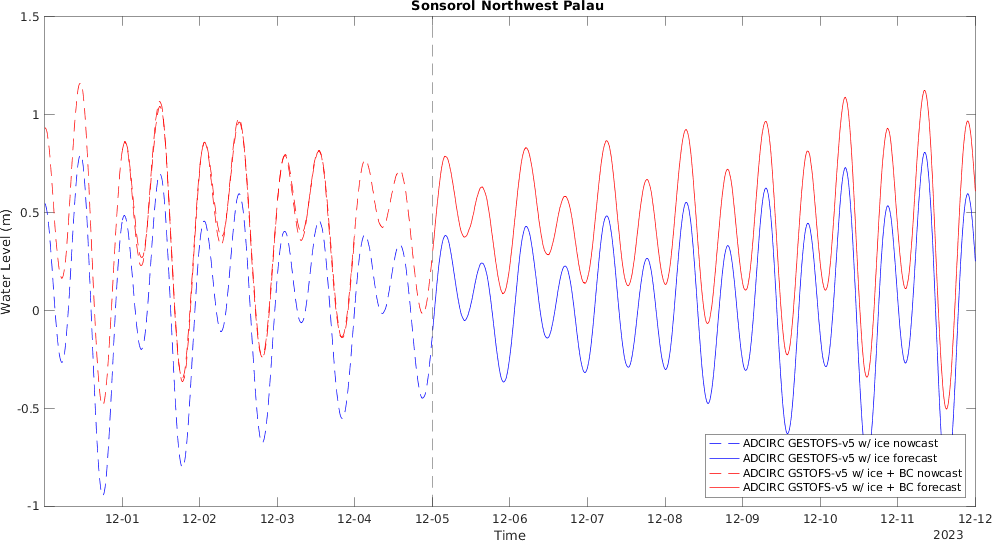 Sonsorol Northwest Palau
1.5
1
0.5
0
-0.5
-1
Water Level (m)
12-01
12-02
12-03
12-04
12-05
12-06
12-07
12-08
12-09
12-10
12-11
12-12
Time
2023
ADCIRC GESTOFS-v5 w/ ice nowcast
ADCIRC GESTOFS-v5 w/ ice forecast
ADCIRC GSTOFS-v5 w/ ice + BC nowcast
ADCIRC GSTOFS-v5 w/ ice + BC forecast